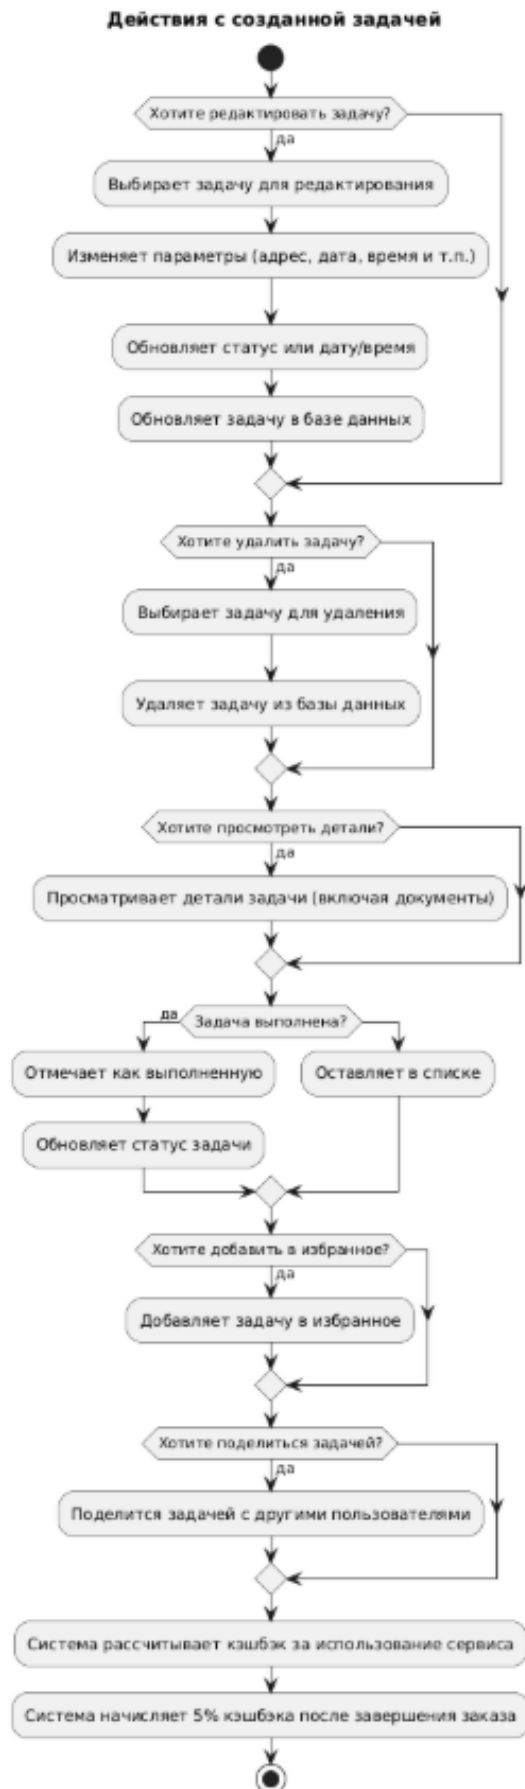 Действия с созданной задачей
Хотите редактировать задачу?
да
Выбирает задачу для редактирования
Изменяет параметры (адрес, дата, время и т.п.)
Обновляет статус или дату/время
Обновляет задачу в базе данных
Хотите удалить задачу?
да
Выбирает задачу для удаления
Удаляет задачу из базы данных
Хотите просмотреть детали?
да
Просматривает детали задачи (включая документы)
да
Задача выполнена?
Отмечает как выполненную
Оставляет в списке
Обновляет статус задачи
Хотите добавить в избранное?
да
Добавляет задачу в избранное
Хотите поделиться задачей?
да
Поделится задачей с другими пользователями
Система рассчитывает кэшбэк за использование сервиса
Система начисляет 5% кэшбэка после завершения заказа